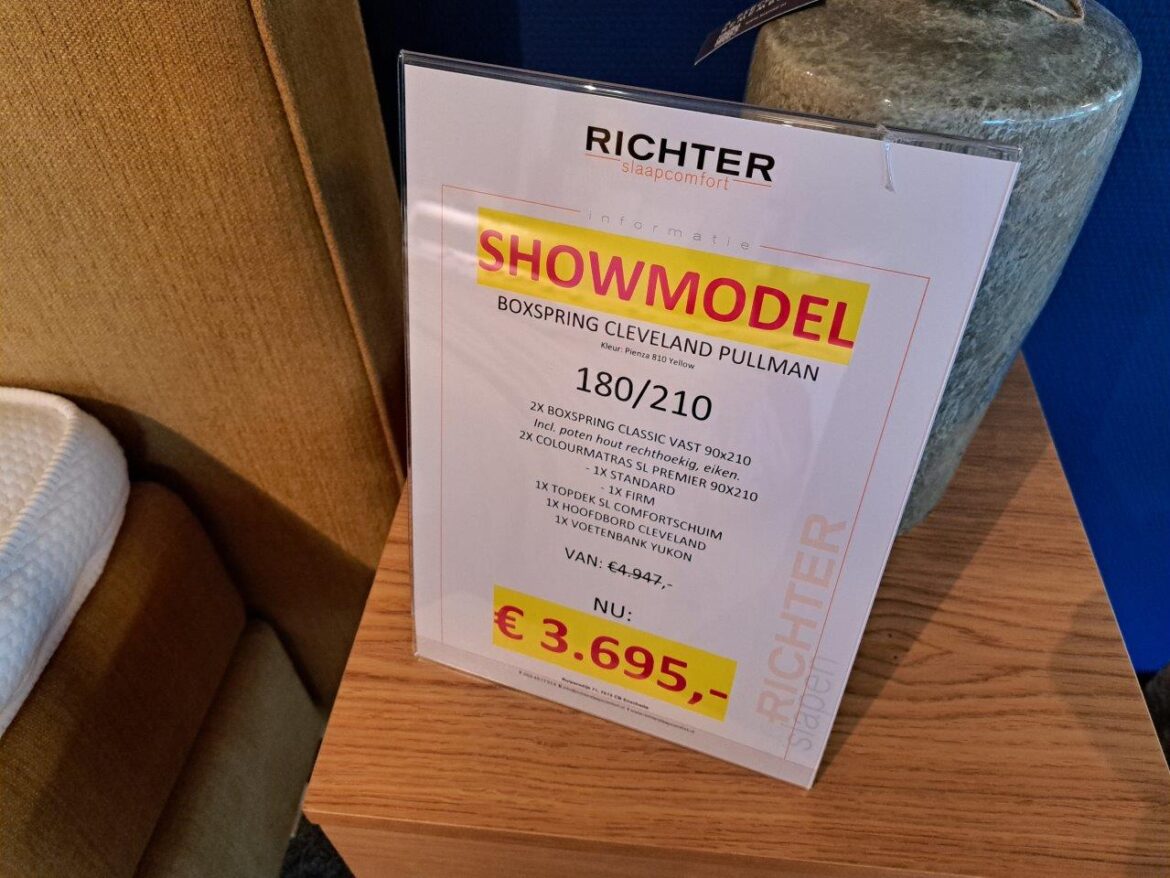 RICHTER
slaapcomfort
informatie
SHOWMODEL
BOXSPRING CLEVELAND PULLMAN
Kleur: Pienza 810 Yellow
180/210
2X BOXSPRING CLASSIC VAST 90x210
Incl. poten hout rechthoekig, eiken.
2X COLOURMATRAS SL PREMIER 90X210
- 1X STANDARD
- 1X FIRM
1X TOPDEK SL COMFORTSCHUIM
1X HOOFDBORD CLEVELAND
1X VOETENBANK YUKON
VAN: €4.947,-
NU:
€ 3.695,-
RICHTER
slapen